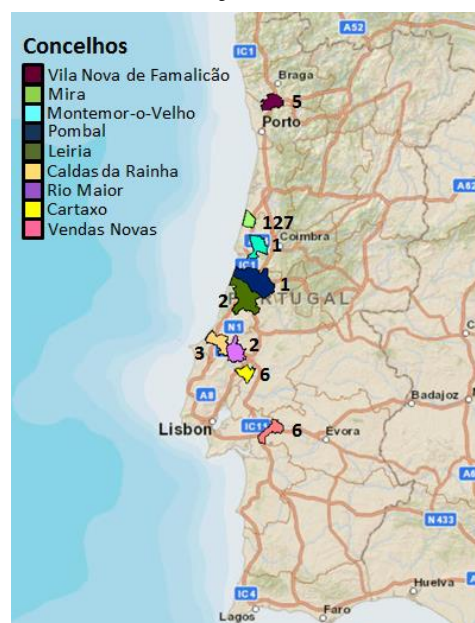 Concelhos
Vila Nova de Famalicão
Mira
Montemor-o-Velho
Pombal
Leiria
Caldas da Rainha
Rio Maior
Cartaxo
Vendas Novas
A52
IC1
Braga
5
Porto
A62
127
1
Coimbra
IC1
1
2
PORTUGAL
N1
3
2
6
A8
Badajoz
Lisbon
IC11
6
Evora
N433
IC4
Huelva
Lagos
Faro